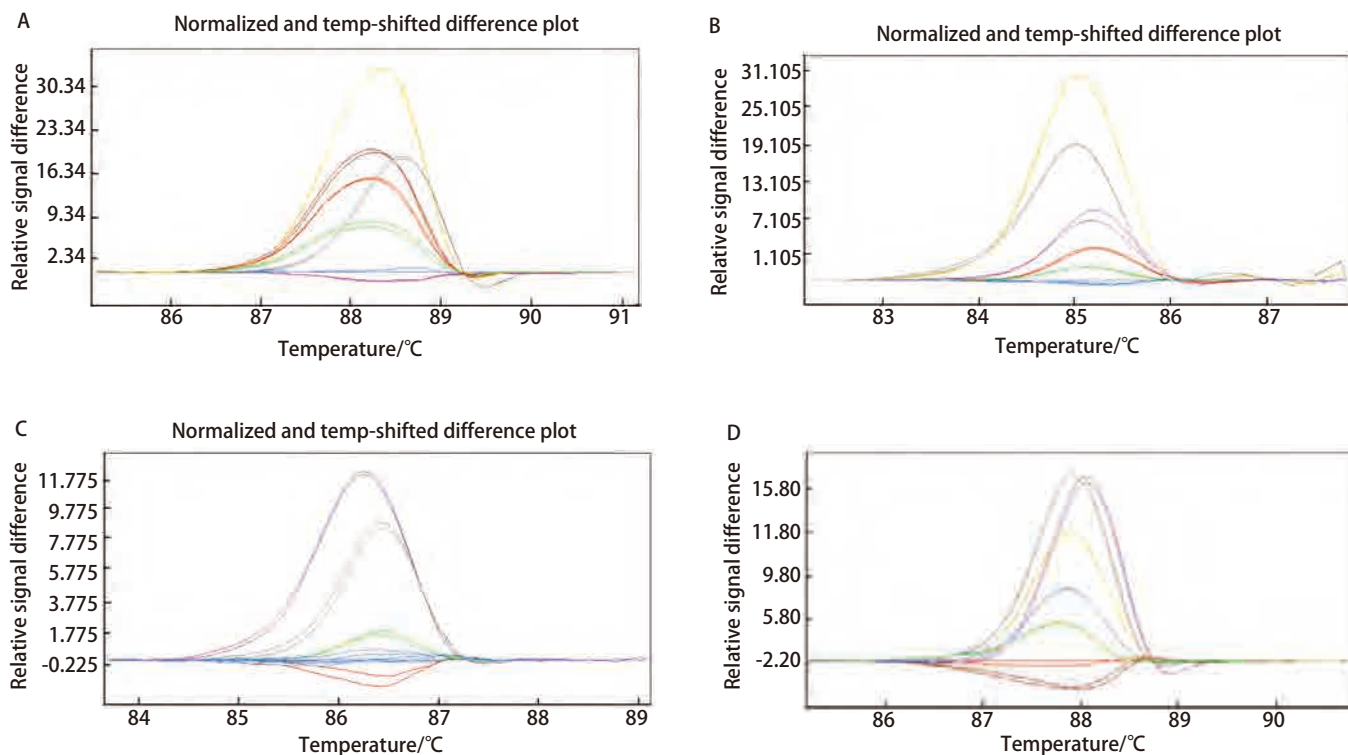 A
Normalized and temp-shifted difference plot
Relative signal difference
30.34
23.34
16.34
9.34
2.34
86 87 88 89 90 91
Temperature/°C
B
Normalized and temp-shifted difference plot
Relative signal difference
31.105
25.105
19.105
13.105
7.105
1.105
83 84 85 86 87
Temperature/°C
C
Normalized and temp-shifted difference plot
Relative signal difference
11.775
9.775
7.775
5.775
3.775
1.775
-0.225
84 85 86 87 88 89
Temperature/°C
D
Relative signal difference
15.80
11.80
9.80
5.80
-2.20
86 87 88 89 90
Temperature/°C